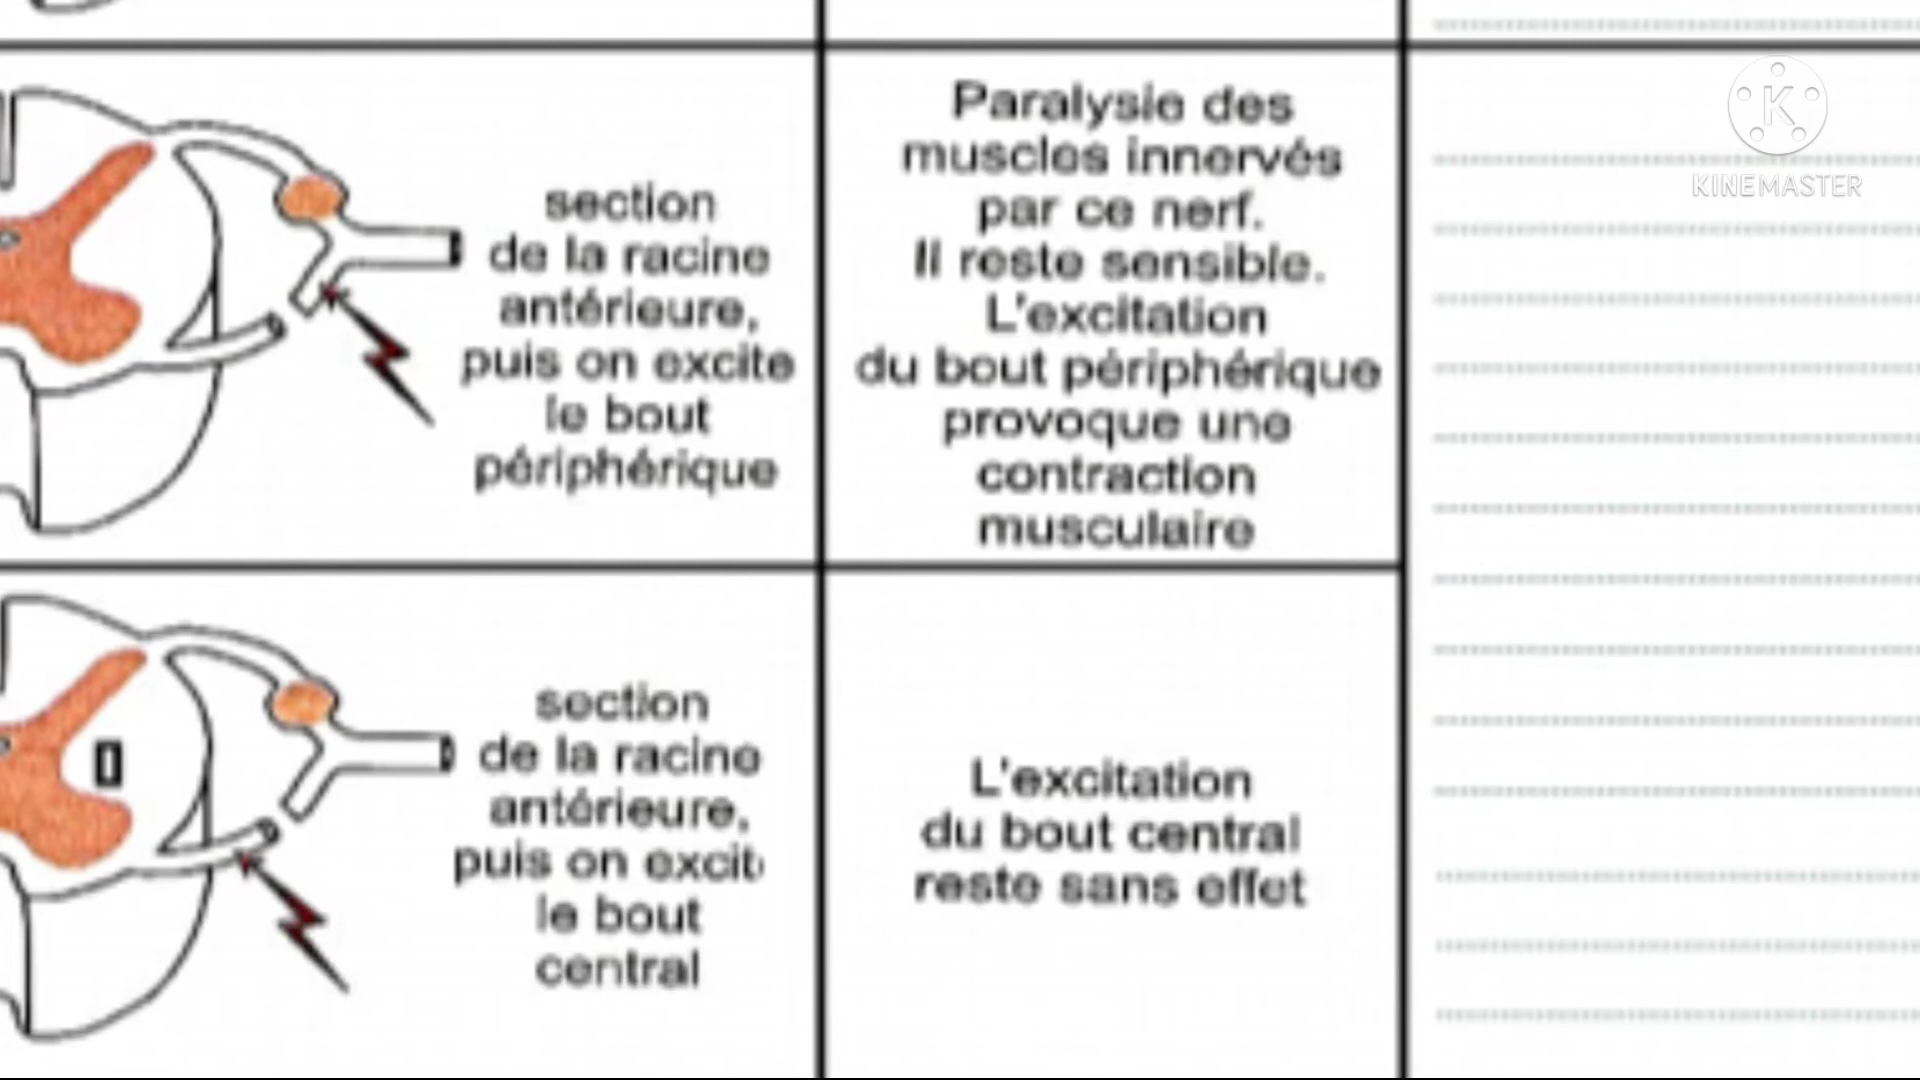 section
de la racine
antérieure,
puis on excite
le bout
périphérique
Paralysie des
muscles innervés
par ce nerf.
Il reste sensible.
L'excitation
du bout périphérique
provoque une
contraction
musculaire
K
KINEMASTER
section
de la racine
antérieure,
puis on excit
le bout
central
L'excitation
du bout central
reste sans effet